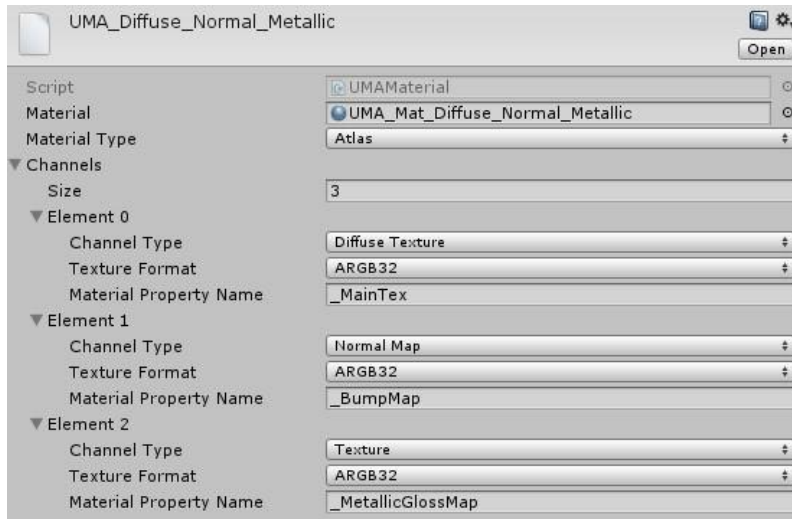 UMA_Diffuse_Normal_Metallic
Open
Script UMAMaterial
Material UMA_Mat_Diffuse_Normal_Metallic
Material Type Atlas
Channels
Size 3
Element 0
Channel Type Diffuse Texture
Texture Format ARGB32
Material Property Name _MainTex
Element 1
Channel Type Normal Map
Texture Format ARGB32
Material Property Name _BumpMap
Element 2
Channel Type Texture
Texture Format ARGB32
Material Property Name _MetallicGlossMap